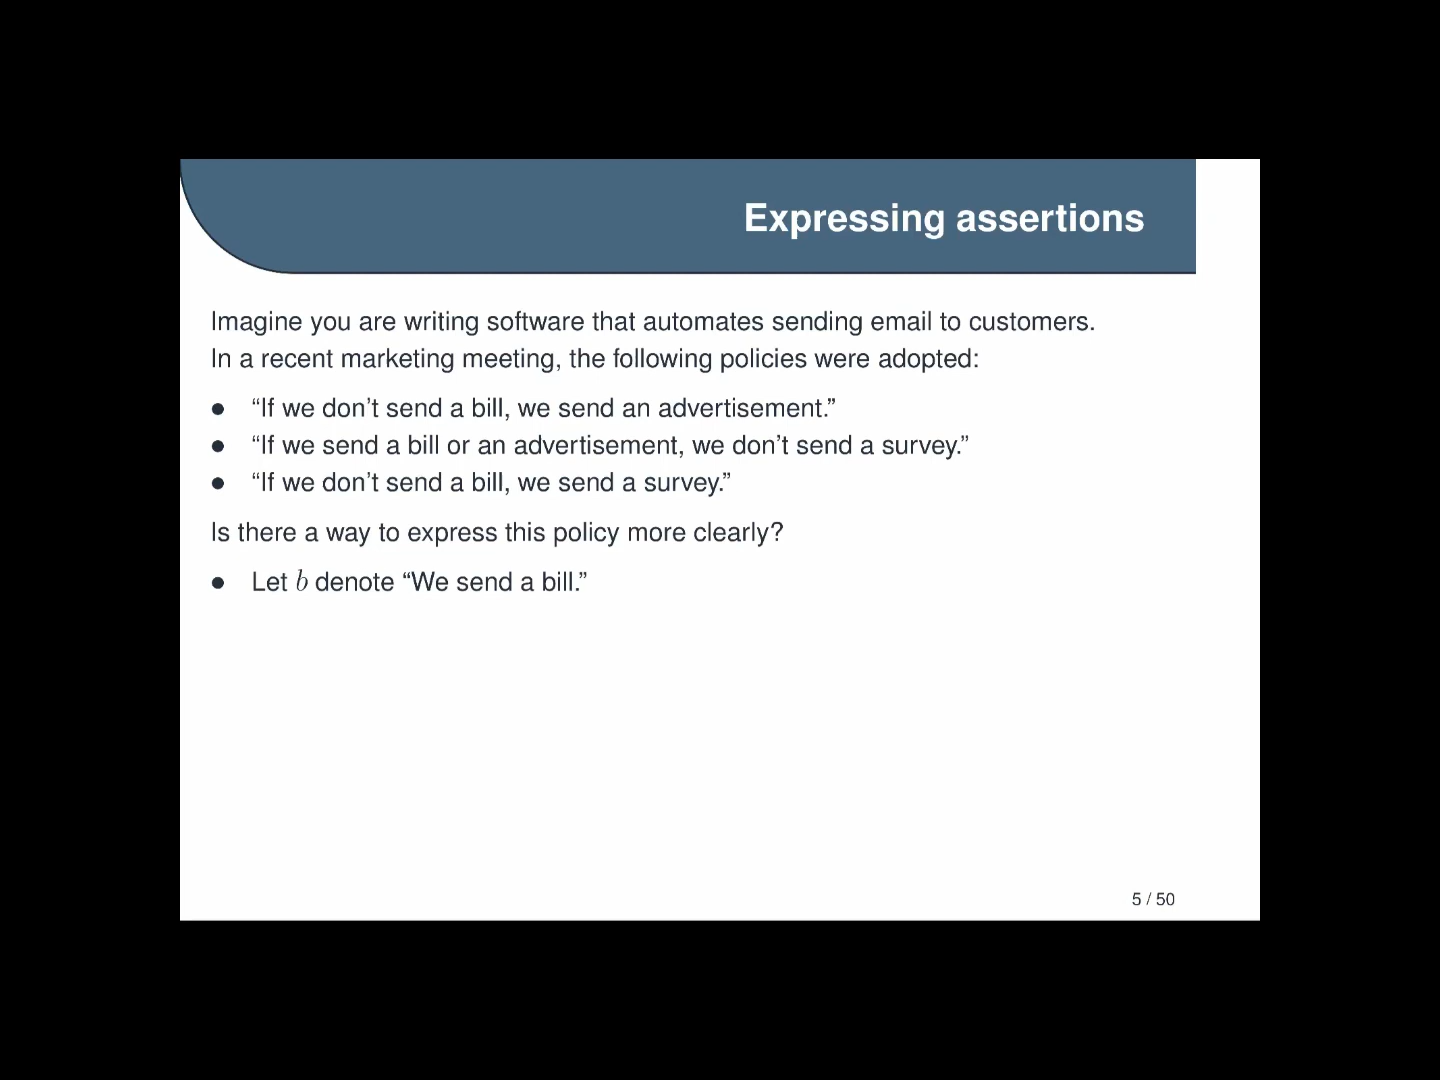 Expressing assertions
Imagine you are writing software that automates sending email to customers.
In a recent marketing meeting, the following policies were adopted:
● “If we don’t send a bill, we send an advertisement.”
● “If we send a bill or an advertisement, we don’t send a survey.”
● “If we don’t send a bill, we send a survey.”
Is there a way to express this policy more clearly?
● Let b denote “We send a bill.”
5 / 50